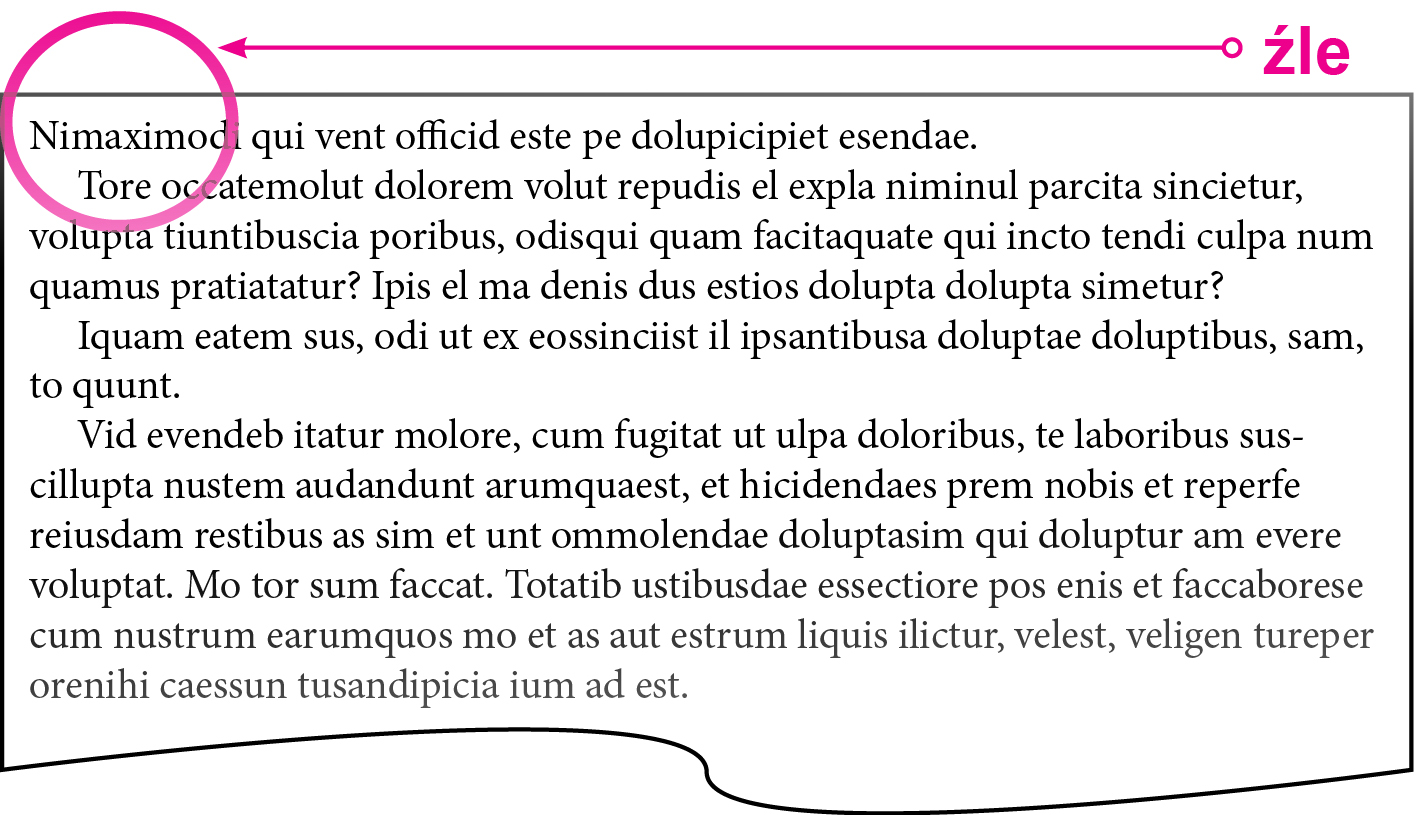 źle
Nimaximodi qui vent officid este pe dolupicipiet esendae.
Tore occatemolut dolorem volut repudis el expla niminul parcita sincietur,
volupta tiuntibuscia poribus, odisqui quam facitaquate qui incto tendi culpa num
quamus pratiatatur? Ipis el ma denis dus estios dolupta dolupta simetur?
Iquam eatem sus, odi ut ex eossinciist il ipsantibusa doluptae doluptibus, sam,
to quunt.
Vid evendeb itatur molore, cum fugitat ut ulpa doloribus, te laboribus sus-
cillupta nustem audandunt arumquaest, et hicidendaes prem nobis et reperfe
reiusdam restibus as sim et unt ommolendae doluptasim qui doluptur am evere
voluptat. Mo tor sum faccat. Totatib ustibusdae essectiore pos enis et faccaborese
cum nustrum earumquos mo et as aut estrum liquis ilictur, velest, veligen tureper
orenihi caessun tusandipicia ium ad est.